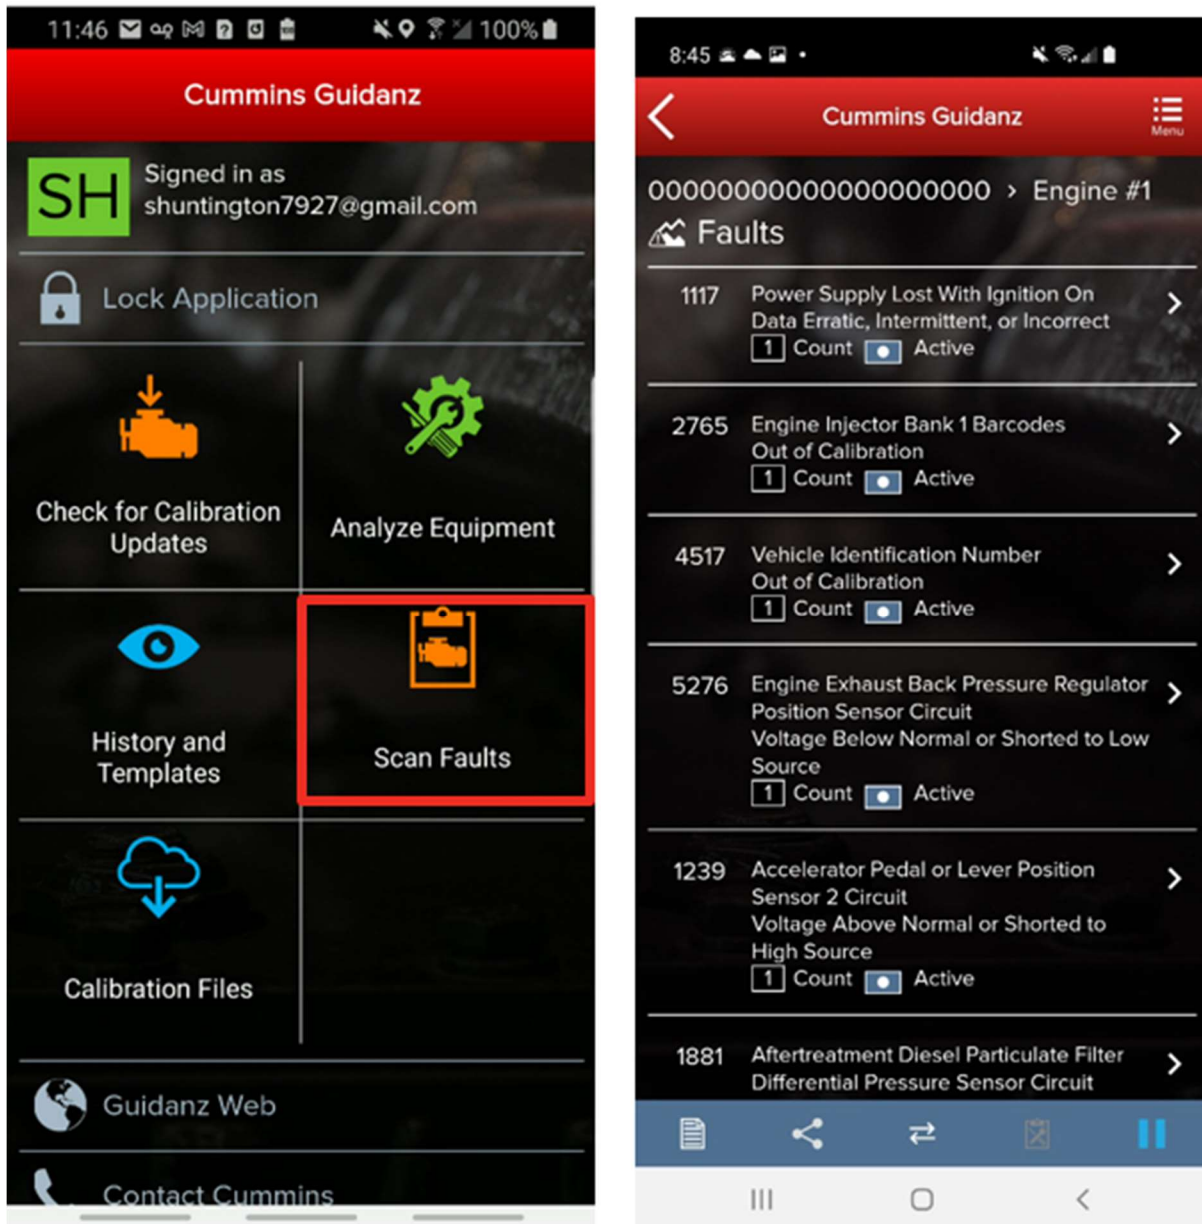 11:46
100%
Cummins Guidanz
SH
Signed in as
shuntington7927@gmail.com
Lock Application
Check for Calibration
Updates
Analyze Equipment
History and
Templates
Scan Faults
Calibration Files
Guidanz Web
Contact Cummins
8:45
Cummins Guidanz
Menu
00000000000000000000 > Engine #1
Faults
1117 Power Supply Lost With Ignition On
Data Erratic, Intermittent, or Incorrect
1 Count Active
2765 Engine Injector Bank 1 Barcodes
Out of Calibration
1 Count Active
4517 Vehicle Identification Number
Out of Calibration
1 Count Active
5276 Engine Exhaust Back Pressure Regulator
Position Sensor Circuit
Voltage Below Normal or Shorted to Low
Source
1 Count Active
1239 Accelerator Pedal or Lever Position
Sensor 2 Circuit
Voltage Above Normal or Shorted to
High Source
1 Count Active
1881 Aftertreatment Diesel Particulate Filter
Differential Pressure Sensor Circuit